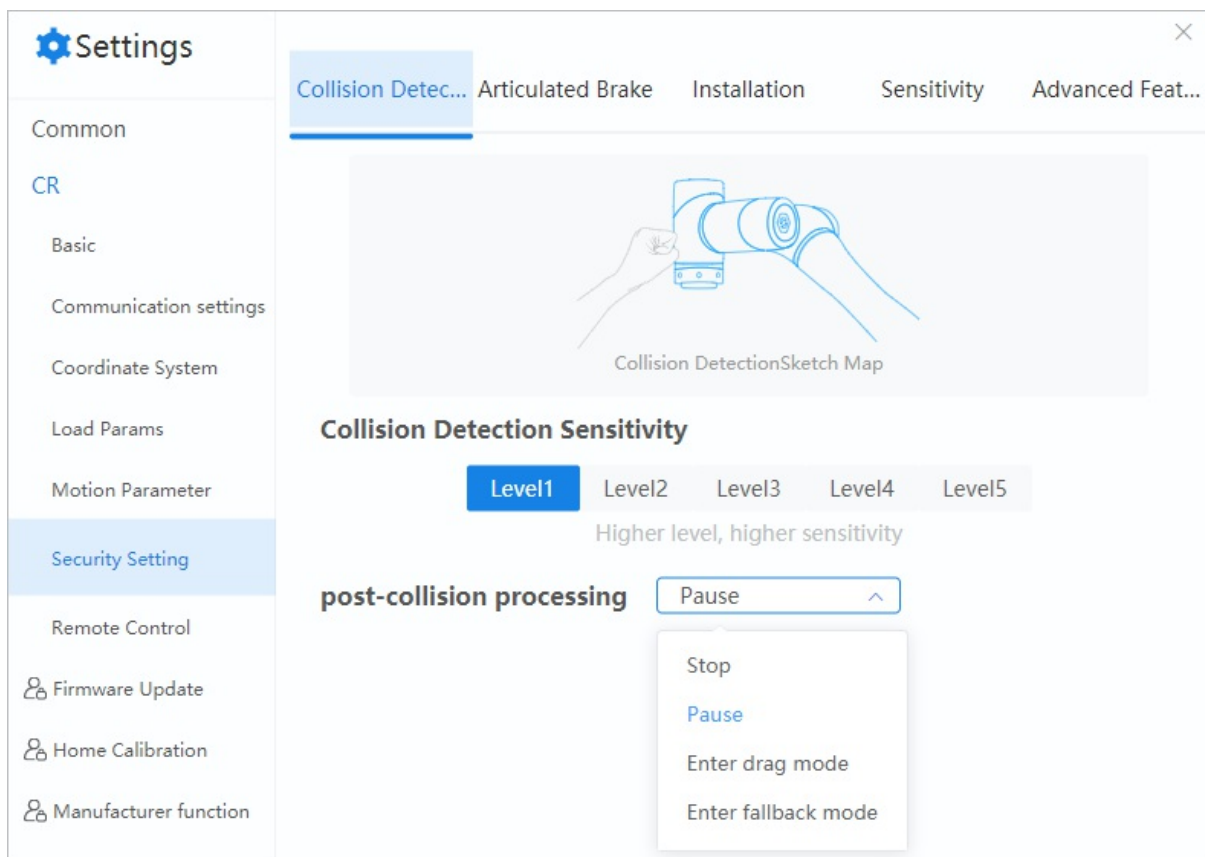 Settings
Common
CR
Basic
Communication settings
Coordinate System
Load Params
Motion Parameter
Security Setting
Remote Control
Firmware Update
Home Calibration
Manufacturer function
Collision Detec... Articulated Brake Installation Sensitivity Advanced Feat...
Collision DetectionSketch Map
Collision Detection Sensitivity
Level1 Level2 Level3 Level4 Level5
Higher level, higher sensitivity
post-collision processing Pause
Stop
Pause
Enter drag mode
Enter fallback mode